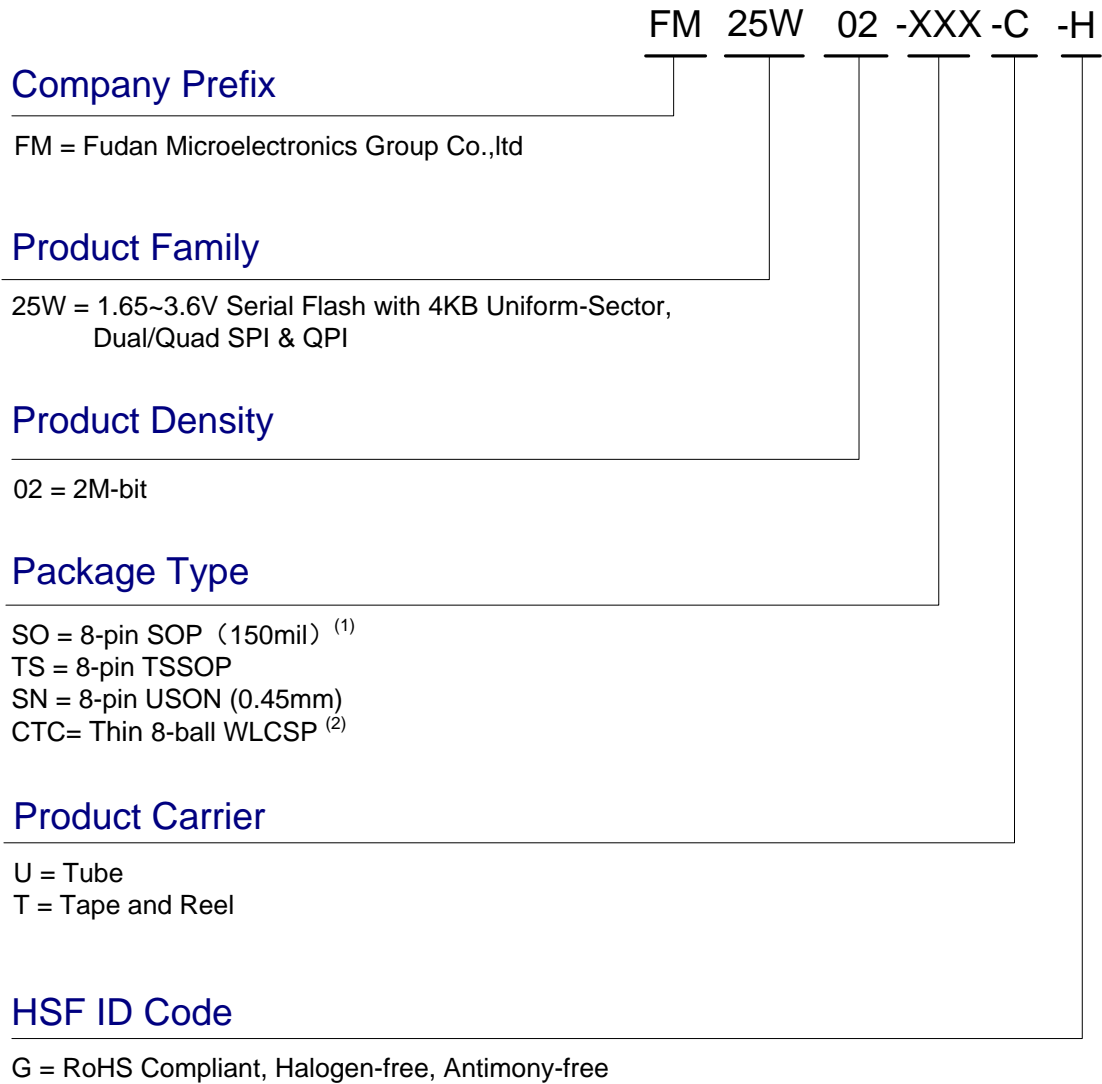 FM 25W 02 -XXX -C -H
Company Prefix
FM = Fudan Microelectronics Group Co.,ltd
Product Family
25W = 1.65~3.6V Serial Flash with 4KB Uniform-Sector,
Dual/Quad SPI & QPI
Product Density
02 = 2M-bit
Package Type
SO = 8-pin SOP（150mil）(1)
TS = 8-pin TSSOP
SN = 8-pin USON (0.45mm)
CTC= Thin 8-ball WLCSP (2)
Product Carrier
U = Tube
T = Tape and Reel
HSF ID Code
G = RoHS Compliant, Halogen-free, Antimony-free